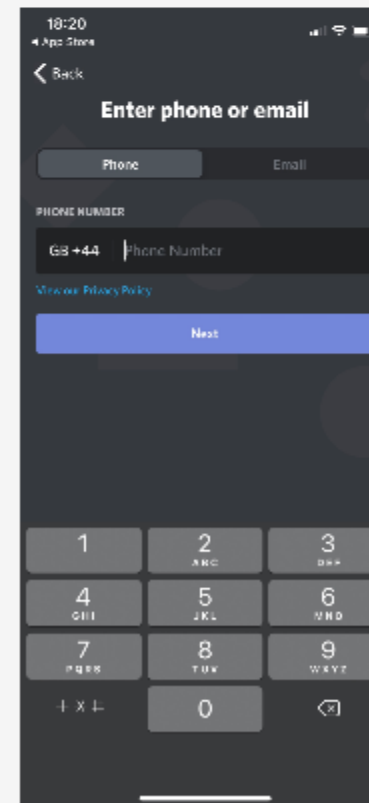 18:20
App Store
Back
Enter phone or email
Phone Email
PHONE NUMBER
GB +44 Phone Number
View our Privacy Policy
Next
1 2 3
ABC DEF
4 5 6
GHI JKL MNO
7 8 9
PQRS TUV WXYZ
0